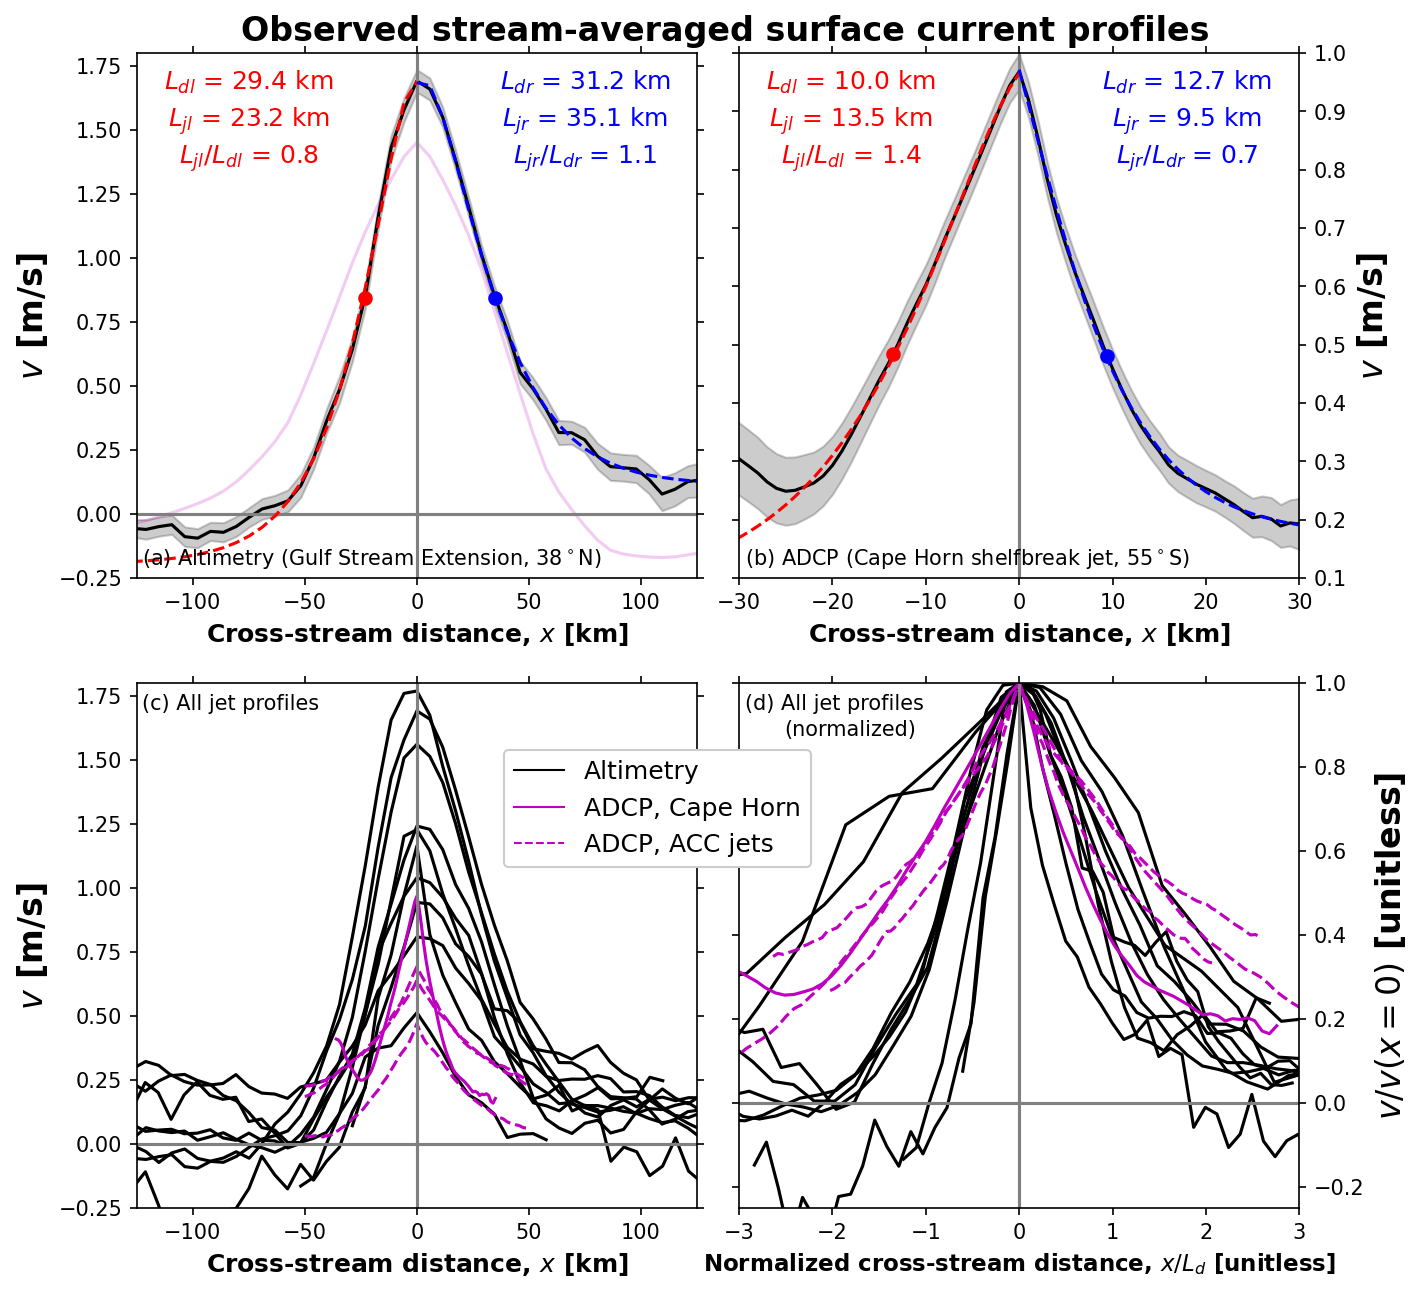 Observed stream-averaged surface current profiles
L_dl = 29.4 km
L_jl = 23.2 km
L_jl/L_dl = 0.8
L_dr = 31.2 km
L_jr = 35.1 km
L_jr/L_dr = 1.1
1.75
1.50
1.25
1.00
0.75
0.50
0.25
0.00
−0.25
v [m/s]
(a) Altimetry (Gulf Stream Extension, 38°N)
−100 −50 0 50 100
Cross-stream distance, x [km]
L_dl = 10.0 km
L_jl = 13.5 km
L_jl/L_dl = 1.4
L_dr = 12.7 km
L_jr = 9.5 km
L_jr/L_dr = 0.7
1.0
0.9
0.8
0.7
0.6
0.5
0.4
0.3
0.2
0.1
v [m/s]
(b) ADCP (Cape Horn shelfbreak jet, 55°S)
−30 −20 −10 0 10 20 30
Cross-stream distance, x [km]
(c) All jet profiles
1.75
1.50
1.25
1.00
0.75
0.50
0.25
0.00
−0.25
v [m/s]
−100 −50 0 50 100
Cross-stream distance, x [km]
Altimetry
ADCP, Cape Horn
ADCP, ACC jets
(d) All jet profiles
(normalized)
1.0
0.8
0.6
0.4
0.2
0.0
−0.2
v/v(x = 0) [unitless]
−3 −2 −1 0 1 2 3
Normalized cross-stream distance, x/L_d [unitless]